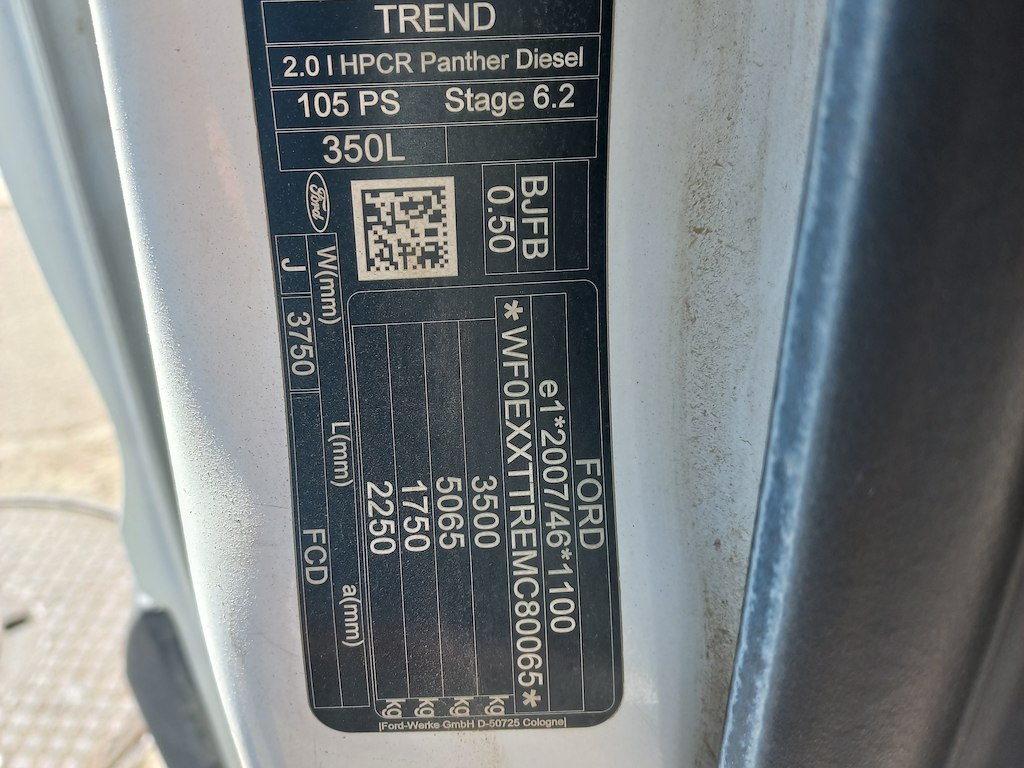 TREND
2.0 l HPCR Panther Diesel
105 PS Stage 6.2
350L
Ford
BJFB
0.50
FORD
e1*2007/46*1100
*WF0EXXTTREMC80065*
3500 kg
5065 kg
1750 kg
2250 kg
W(mm) L(mm) a(mm)
J 3750 FCD
|Ford-Werke GmbH D-50725 Cologne|